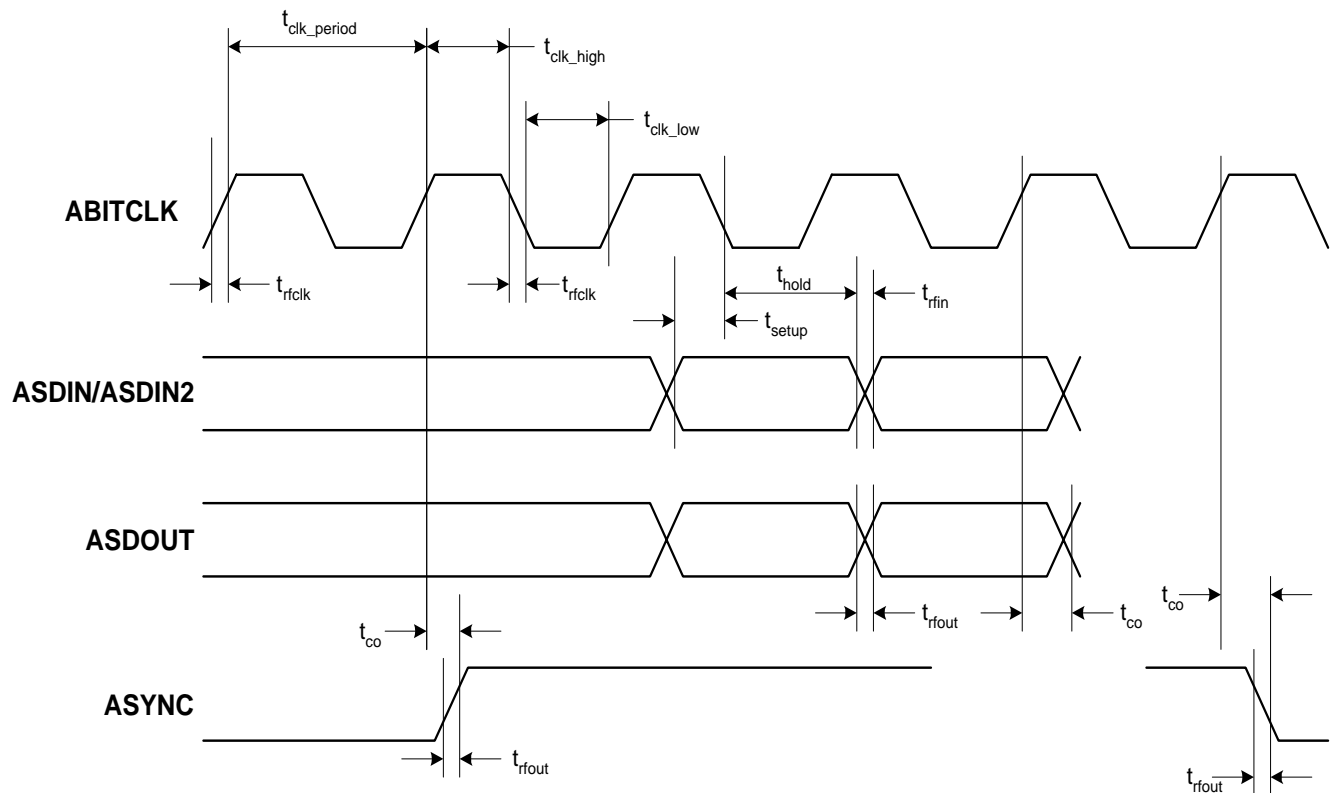 t_clk_period
t_clk_high
t_clk_low
ABITCLK
t_rfclk
t_rfclk
t_hold
t_rfin
t_setup
ASDIN/ASDIN2
ASDOUT
t_co
t_rfout
t_co
t_co
ASYNC
t_rfout
t_rfout